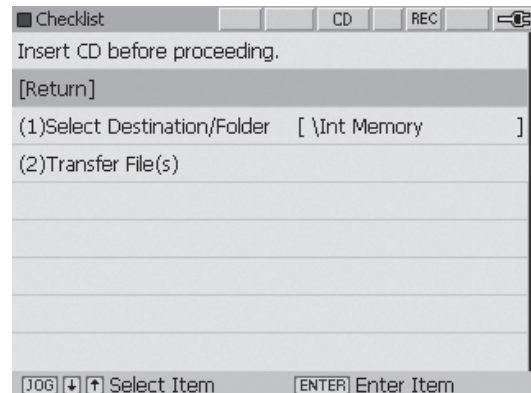 Checklist CD REC
Insert CD before proceeding.
[Return]
(1)Select Destination/Folder [ \Int Memory ]
(2)Transfer File(s)
JOG ↓ ↑ Select Item ENTER Enter Item